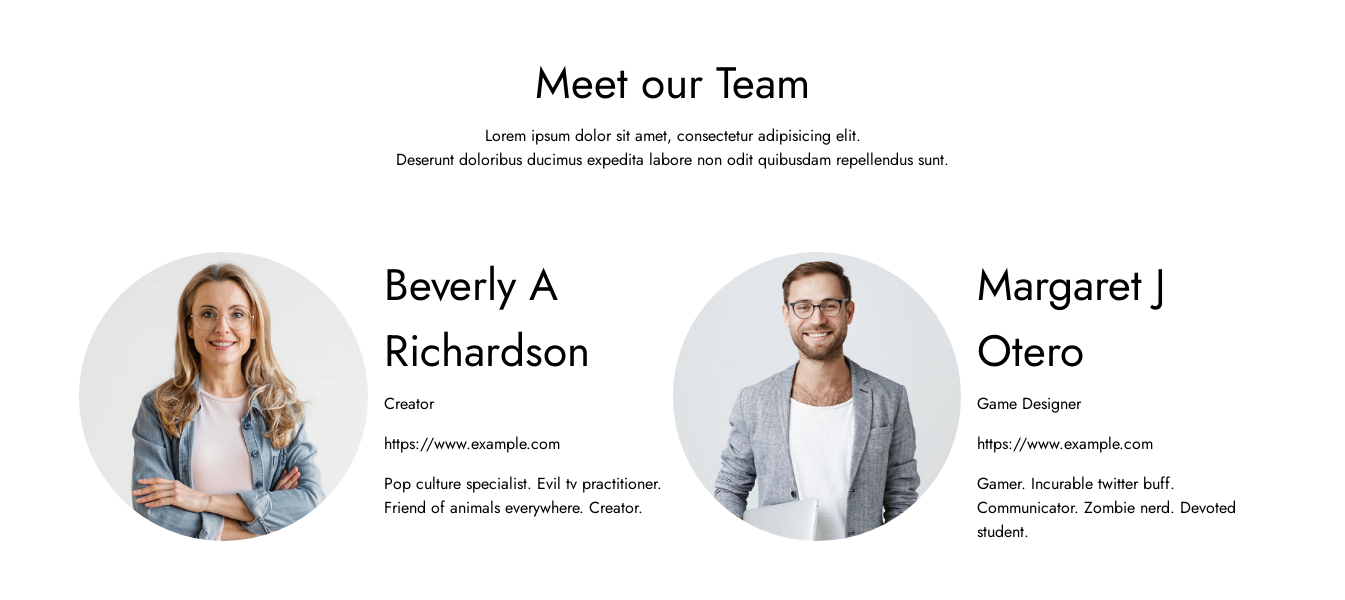 Meet our Team
Lorem ipsum dolor sit amet, consectetur adipisicing elit.
Deserunt doloribus ducimus expedita labore non odit quibusdam repellendus sunt.
Beverly A
Richardson
Creator
https://www.example.com
Pop culture specialist. Evil tv practitioner.
Friend of animals everywhere. Creator.
Margaret J
Otero
Game Designer
https://www.example.com
Gamer. Incurable twitter buff.
Communicator. Zombie nerd. Devoted
student.